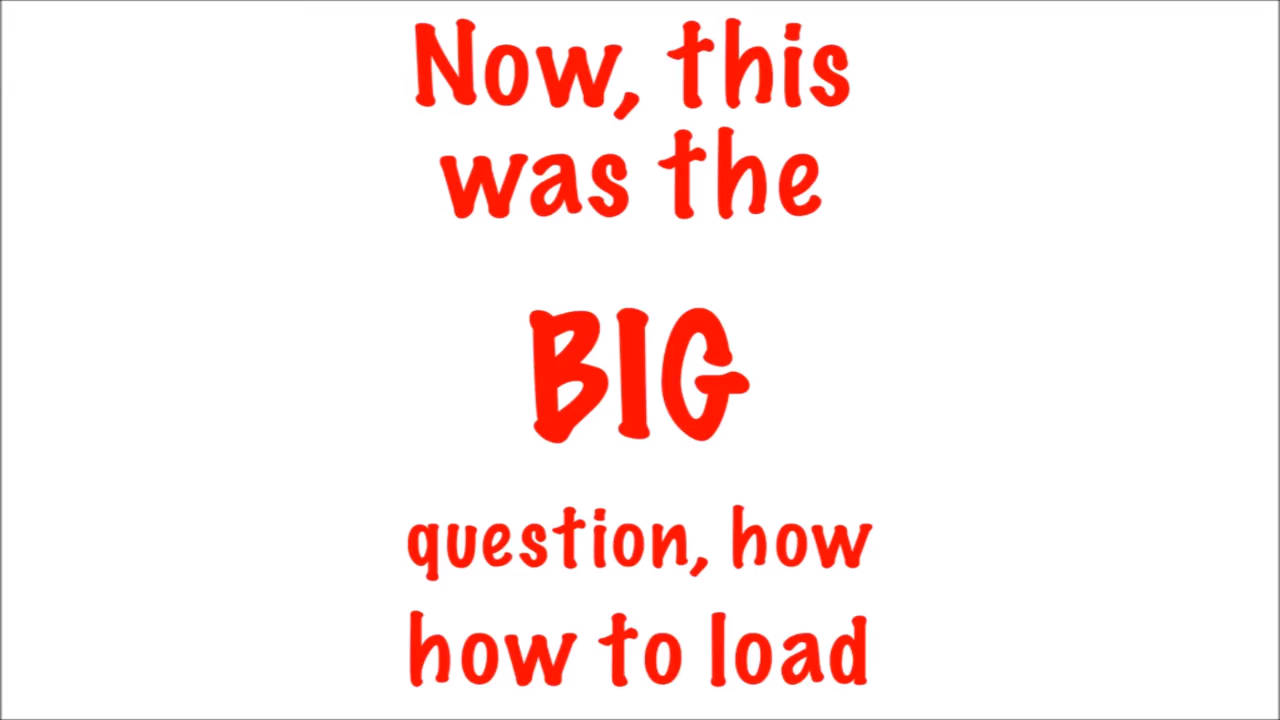 Now, this
was the
BIG
question, how
how to load